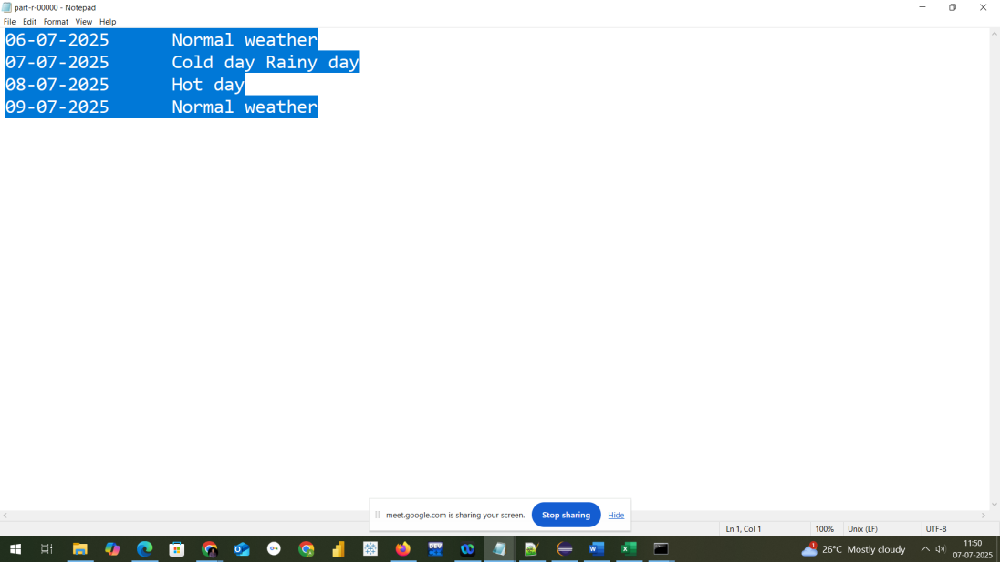 part-r-00000 - Notepad
File Edit Format View Help
06-07-2025 Normal weather
07-07-2025 Cold day Rainy day
08-07-2025 Hot day
09-07-2025 Normal weather
meet.google.com is sharing your screen. Stop sharing Hide
Ln 1, Col 1 100% Unix (LF) UTF-8
DEV
1
26°C Mostly cloudy
11:50
07-07-2025